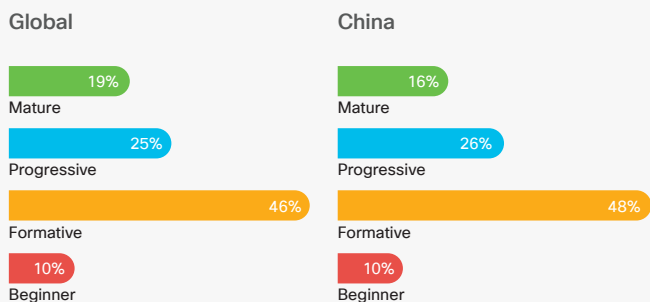 Global
19%
Mature
25%
Progressive
46%
Formative
10%
Beginner
China
16%
Mature
26%
Progressive
48%
Formative
10%
Beginner